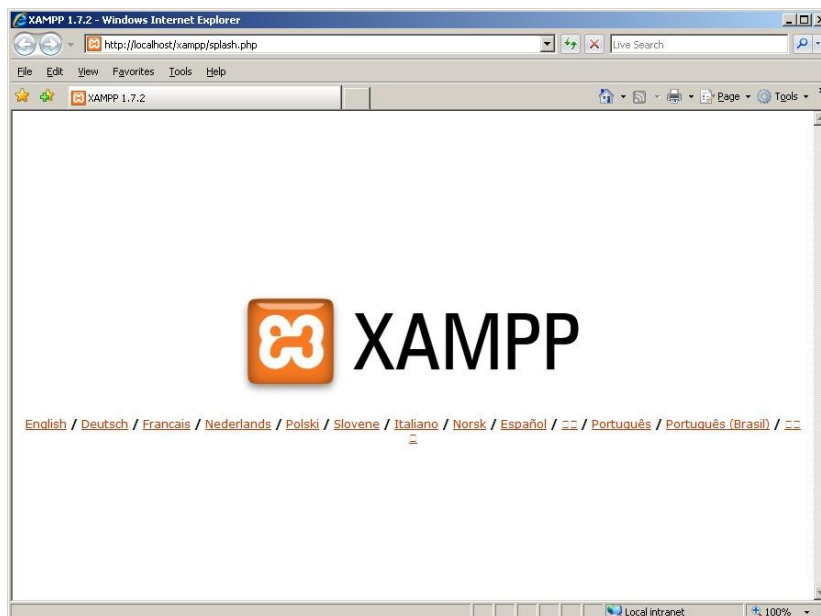 XAMPP 1.7.2 - Windows Internet Explorer
http://localhost/xampp/splash.php
Live Search
File Edit View Favorites Tools Help
XAMPP 1.7.2
Page Tools
XAMPP
English / Deutsch / Francais / Nederlands / Polski / Slovene / Italiano / Norsk / Español / □□ / Português / Português (Brasil) / □□
□
Local intranet
100%